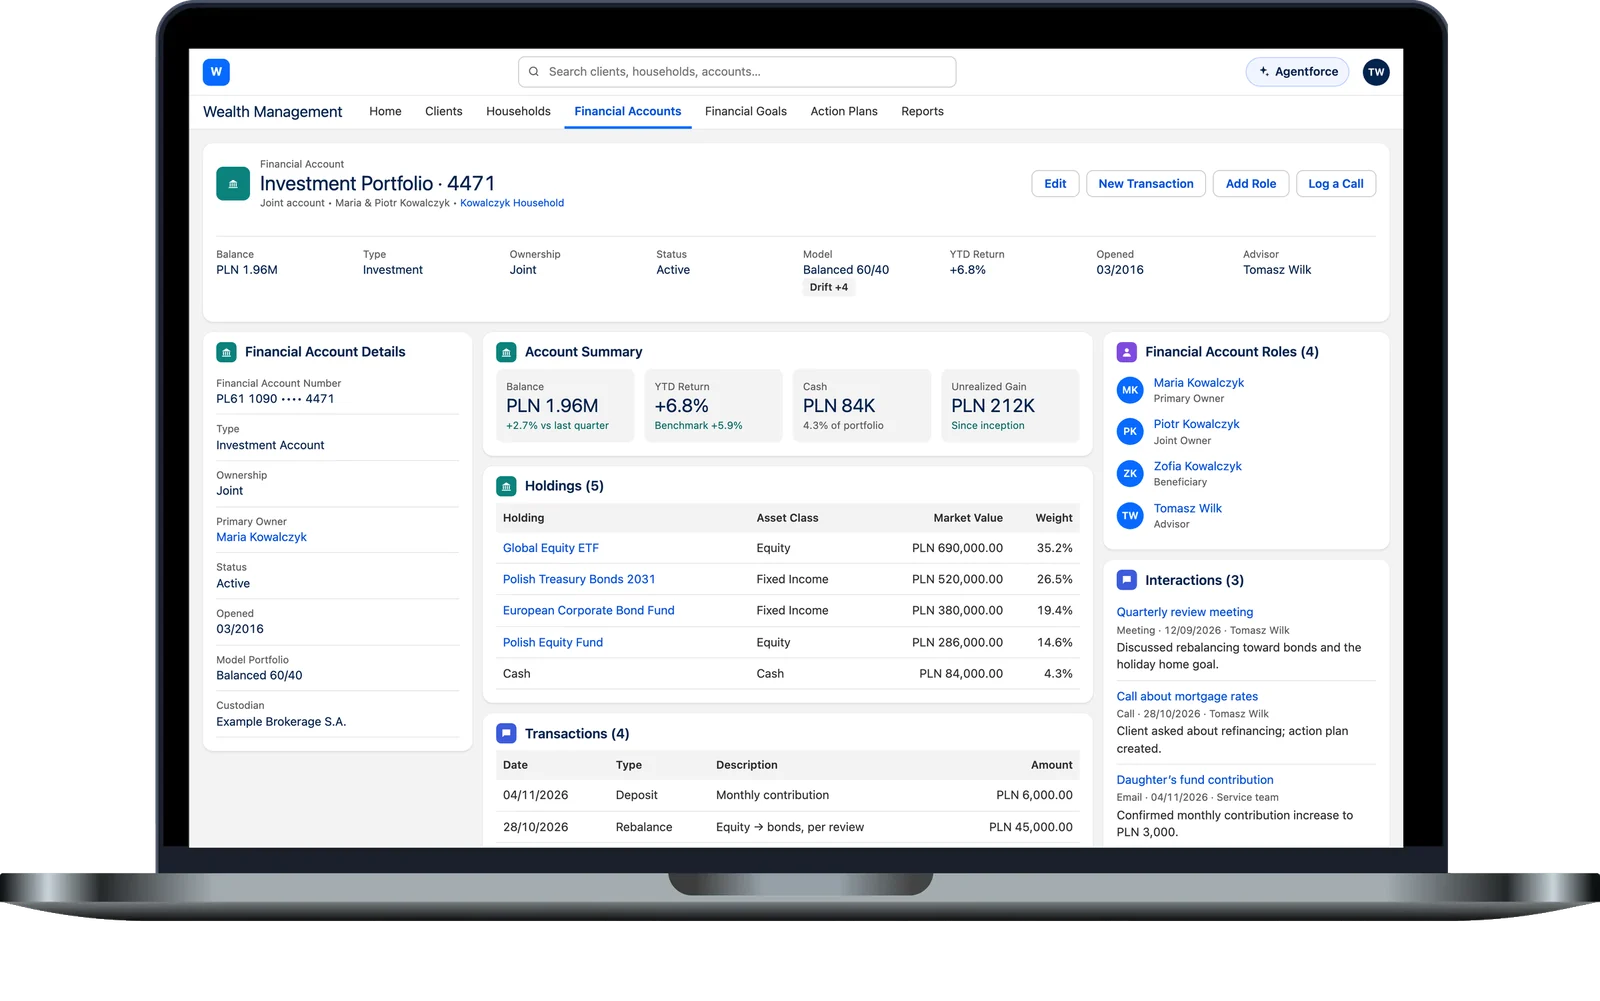 W
Search clients, households, accounts...
Agentforce
TW
Wealth Management
Home
Clients
Households
Financial Accounts
Financial Goals
Action Plans
Reports
Financial Account
Investment Portfolio · 4471
Joint account • Maria & Piotr Kowalczyk • Kowalczyk Household
Edit
New Transaction
Add Role
Log a Call
Balance
PLN 1.96M
Type
Investment
Ownership
Joint
Status
Active
Model
Balanced 60/40
Drift +4
YTD Return
+6.8%
Opened
03/2016
Advisor
Tomasz Wilk
Financial Account Details
Financial Account Number
PL61 1090 •••• 4471
Type
Investment Account
Ownership
Joint
Primary Owner
Maria Kowalczyk
Status
Active
Opened
03/2016
Model Portfolio
Balanced 60/40
Custodian
Example Brokerage S.A.
Account Summary
Balance
PLN 1.96M
+2.7% vs last quarter
YTD Return
+6.8%
Benchmark +5.9%
Cash
PLN 84K
4.3% of portfolio
Unrealized Gain
PLN 212K
Since inception
Holdings (5)
Holding Asset Class Market Value Weight
Global Equity ETF Equity PLN 690,000.00 35.2%
Polish Treasury Bonds 2031 Fixed Income PLN 520,000.00 26.5%
European Corporate Bond Fund Fixed Income PLN 380,000.00 19.4%
Polish Equity Fund Equity PLN 286,000.00 14.6%
Cash Cash PLN 84,000.00 4.3%
Transactions (4)
Date Type Description Amount
04/11/2026 Deposit Monthly contribution PLN 6,000.00
28/10/2026 Rebalance Equity → bonds, per review PLN 45,000.00
Financial Account Roles (4)
MK
Maria Kowalczyk
Primary Owner
PK
Piotr Kowalczyk
Joint Owner
ZK
Zofia Kowalczyk
Beneficiary
TW
Tomasz Wilk
Advisor
Interactions (3)
Quarterly review meeting
Meeting · 12/09/2026 · Tomasz Wilk
Discussed rebalancing toward bonds and the
holiday home goal.
Call about mortgage rates
Call · 28/10/2026 · Tomasz Wilk
Client asked about refinancing; action plan
created.
Daughter's fund contribution
Email · 04/11/2026 · Service team
Confirmed monthly contribution increase to
PLN 3,000.